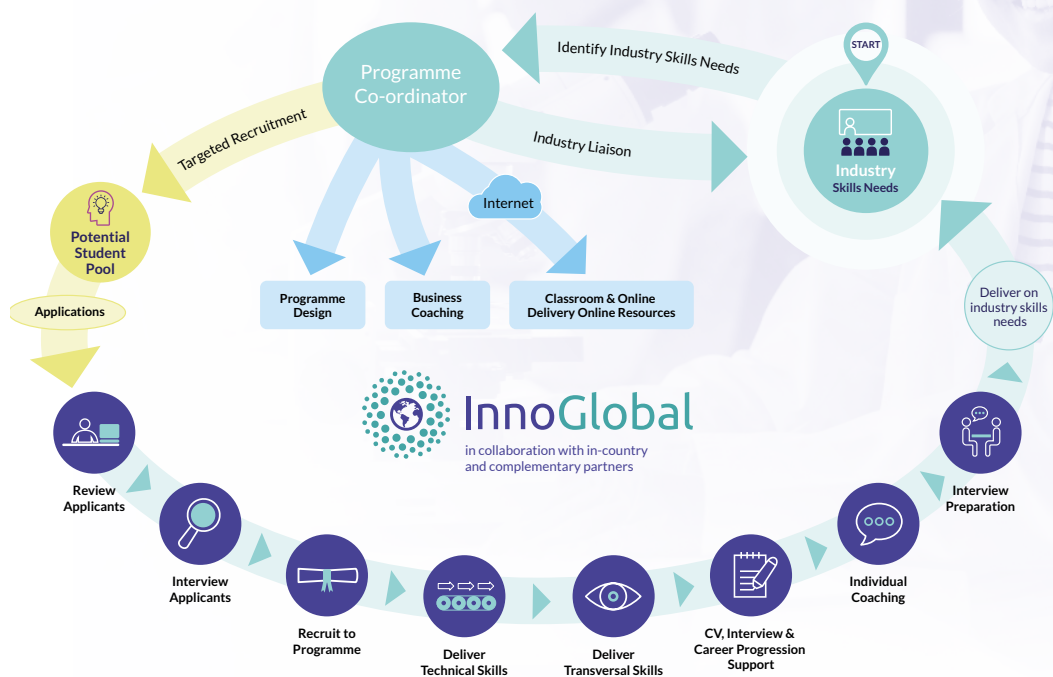 START
Identify Industry Skills Needs
Programme
Co-ordinator
Targeted Recruitment
Industry Liaison
Industry
Skills Needs
Internet
Potential
Student
Pool
Applications
Programme
Design
Business
Coaching
Classroom & Online
Delivery Online Resources
Deliver on
industry skills
needs
InnoGlobal
in collaboration with in-country
and complementary partners
Review
Applicants
Interview
Applicants
Recruit to
Programme
Deliver
Technical Skills
Deliver
Transversal Skills
CV, Interview &
Career Progression
Support
Individual
Coaching
Interview
Preparation